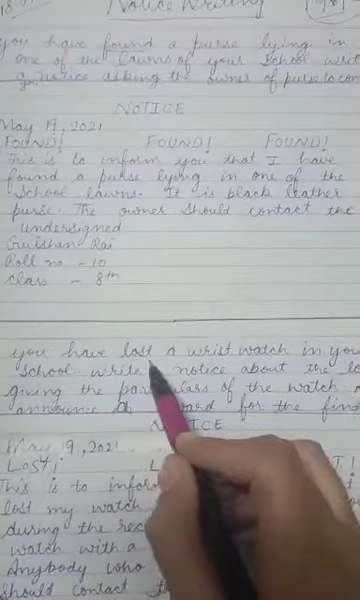 Notice Writing
you have found a purse lying in
one of the lawns of your school writ
a notice asking the owner of purse to con
NOTICE
May 19, 2021
FOUND! FOUND! FOUND!
This is to inform you that I have
found a purse lying in one of the
school lawns. It is black leather
purse. The owner should contact the
undersigned
Gulshan Rai
Roll no - 10
Class - 8th
you have lost a wrist watch in you
school. write notice about the lo
giving the particulars of the watch
announce a for the find
NOTICE
May 19, 2021
LOST!
This is to inform
lost my watch
during the rec
watch with a
Anybody who
should contact